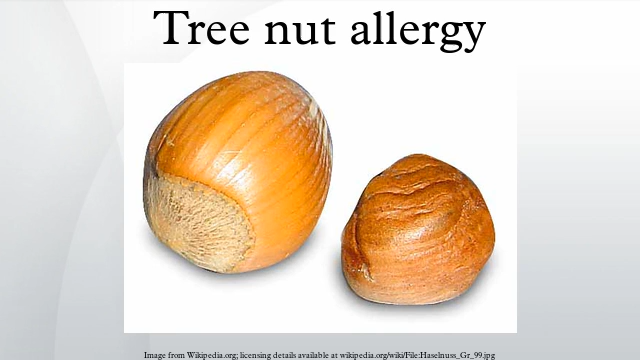 Tree nut allergy
Image from Wikipedia.org; licensing details available at wikipedia.org/wiki/File:Haselnuss_Gr_99.jpg